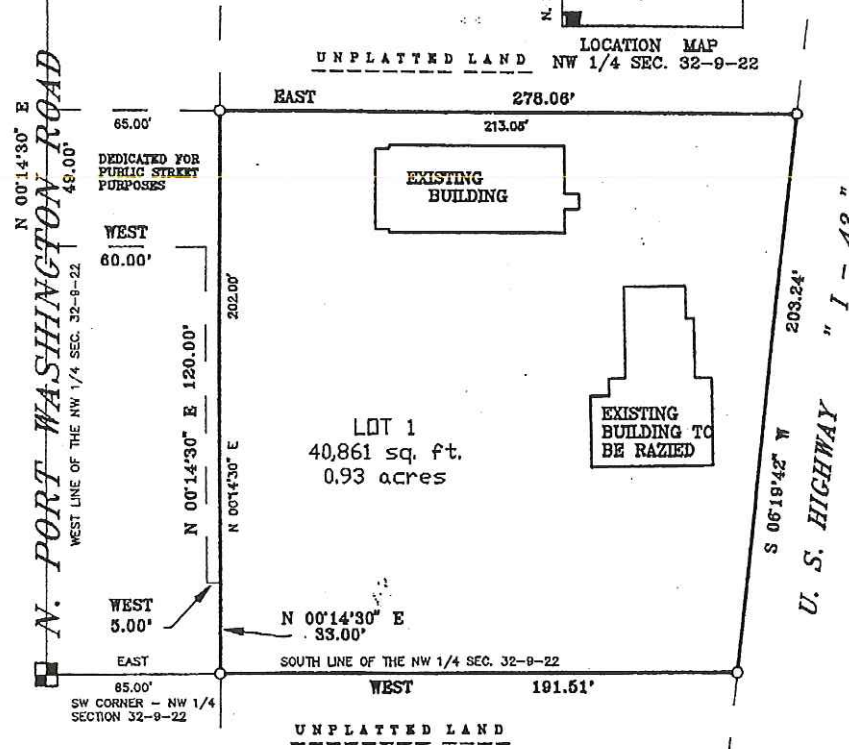 N.
LOCATION MAP
NW 1/4 SEC. 32-9-22
UNPLATTED LAND
EAST
278.06'
65.00'
213.05'
N 00°14'30" E
49.00'
DEDICATED FOR
PUBLIC STREET
PURPOSES
EXISTING
BUILDING
WEST
60.00'
N. PORT WASHINGTON ROAD
WEST LINE OF THE NW 1/4 SEC. 32-9-22
N 00°14'30" E 120.00'
202.00'
N 00°14'30" E
203.24'
S 06°19'42" W
U. S. HIGHWAY " I - 43 "
EXISTING
BUILDING TO
BE RAZIED
LOT 1
40,861 sq. ft.
0.93 acres
WEST
5.00'
N 00°14'30" E
33.00'
EAST
65.00'
SOUTH LINE OF THE NW 1/4 SEC. 32-9-22
WEST
191.51'
SW CORNER - NW 1/4
SECTION 32-9-22
UNPLATTED LAND